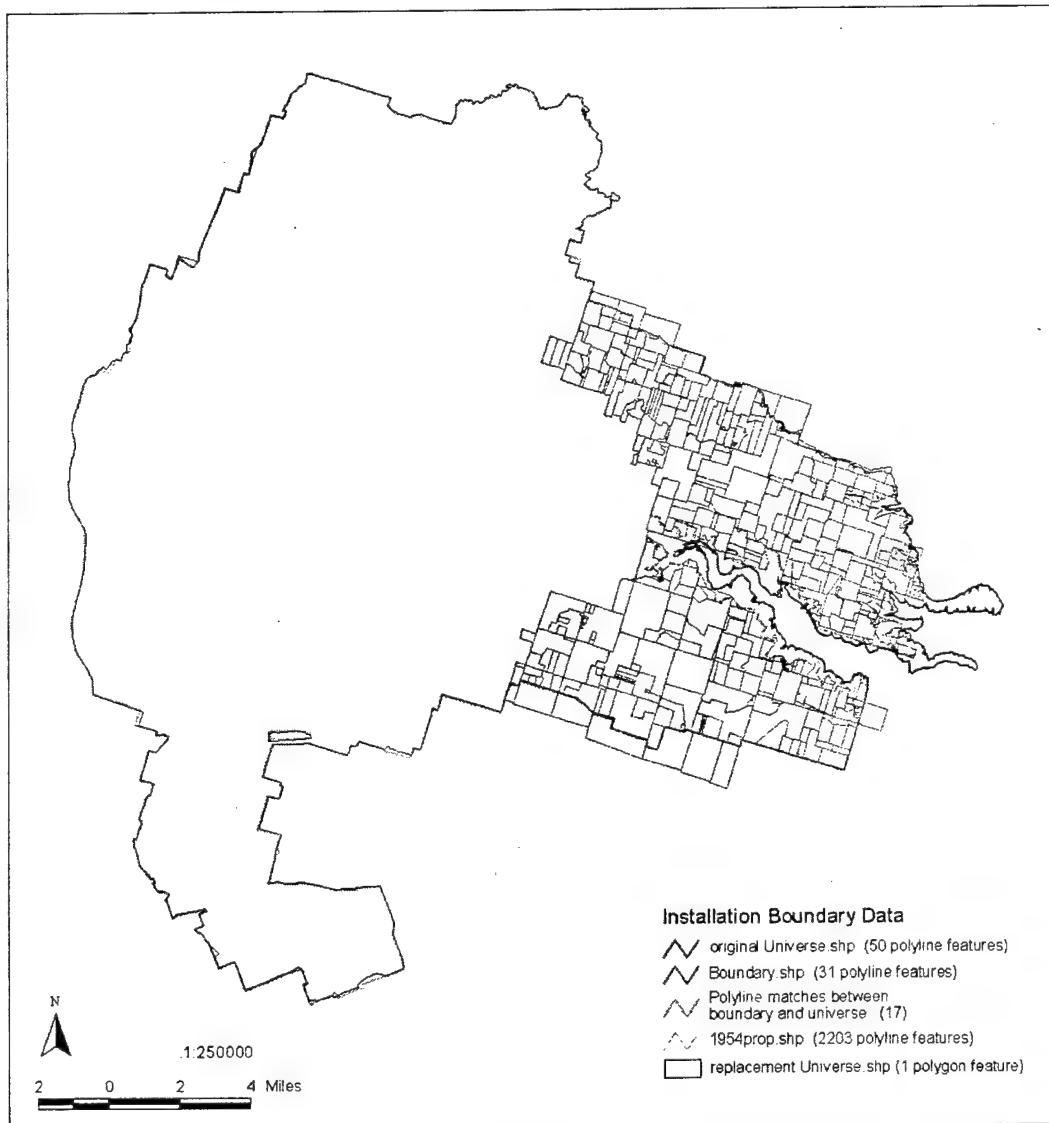 Installation Boundary Data
original Universe.shp (50 polyline features)
Boundary.shp (31 polyline features)
Polyline matches between
boundary and universe (17)
1954prop.shp (2203 polyline features)
replacement Universe.shp (1 polygon feature)
N
1:250000
2 0 2 4 Miles